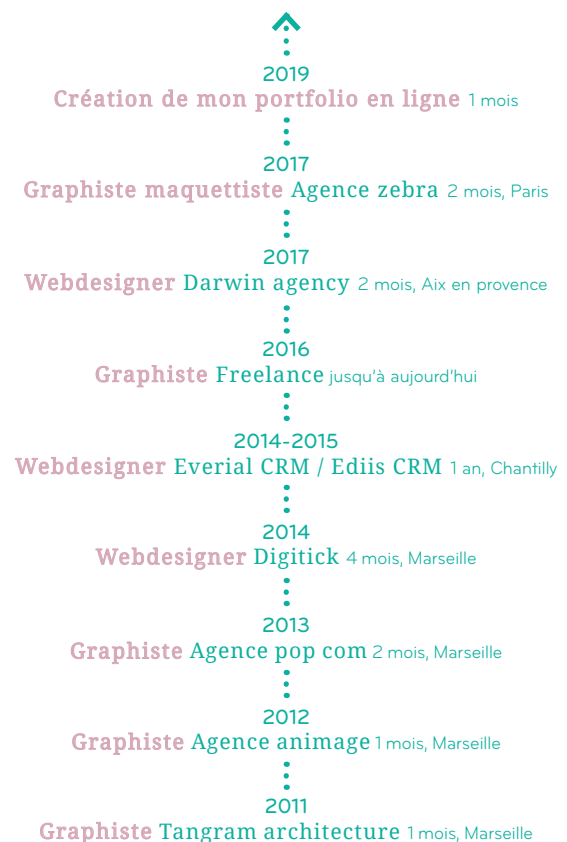 2019
Création de mon portfolio en ligne 1 mois
2017
Graphiste maquettiste Agence zebra 2 mois, Paris
2017
Webdesigner Darwin agency 2 mois, Aix en provence
2016
Graphiste Freelance jusqu'à aujourd'hui
2014-2015
Webdesigner Everial CRM / Ediis CRM 1 an, Chantilly
2014
Webdesigner Digitick 4 mois, Marseille
2013
Graphiste Agence pop com 2 mois, Marseille
2012
Graphiste Agence animage 1 mois, Marseille
2011
Graphiste Tangram architecture 1 mois, Marseille